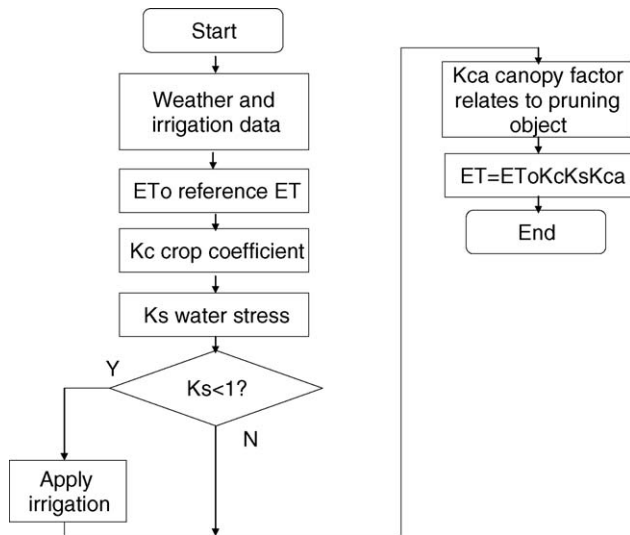 Start
Weather and
irrigation data
ETo reference ET
Kc crop coefficient
Ks water stress
Y
Ks<1?
N
Apply
irrigation
Kca canopy factor
relates to pruning
object
ET=EToKcKsKca
End